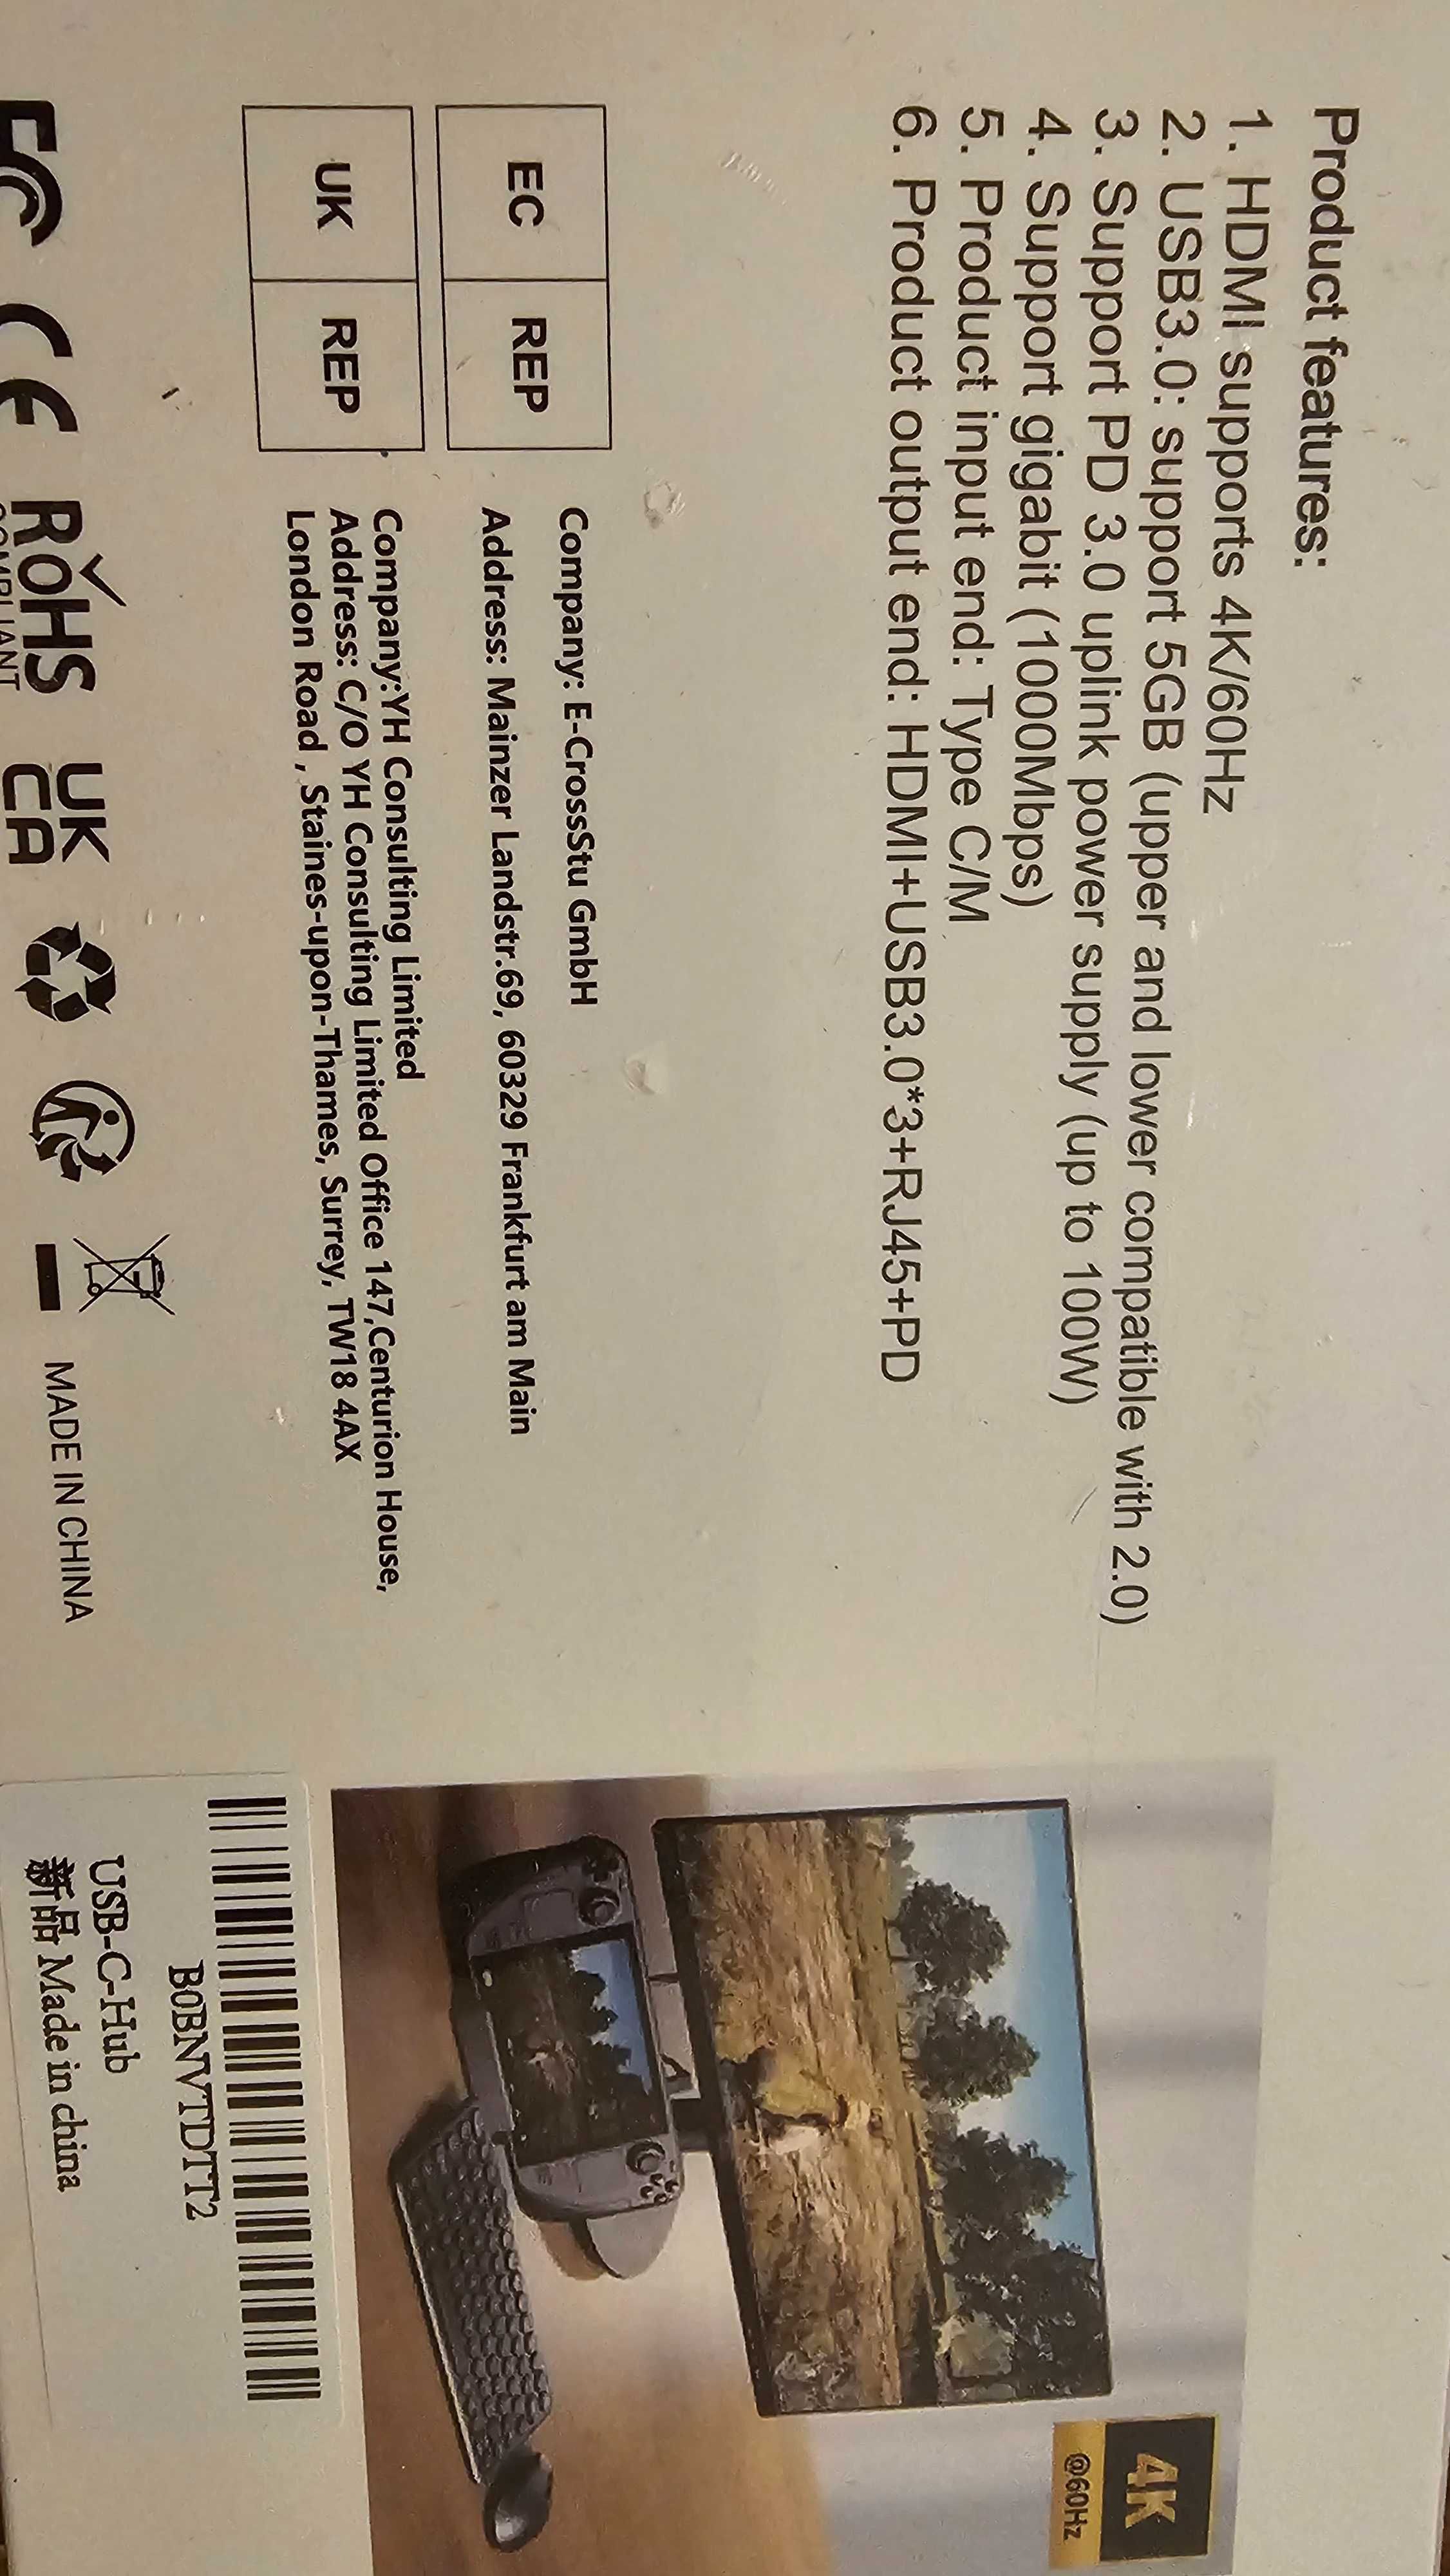 Product features:
1. HDMI supports 4K/60Hz
2. USB3.0: support 5GB (upper and lower compatible with 2.0)
3. Support PD 3.0 uplink power supply (up to 100W)
4. Support gigabit (1000Mbps)
5. Product input end: Type C/M
6. Product output end: HDMI+USB3.0*3+RJ45+PD
EC REP
Company: E-CrossStu GmbH
Address: Mainzer Landstr.69, 60329 Frankfurt am Main
UK REP
Company:YH Consulting Limited
Address: C/O YH Consulting Limited Office 147,Centurion House,
London Road , Staines-upon-Thames, Surrey, TW18 4AX
FC CE RoHS
COMPLIANT
UK
CA
MADE IN CHINA
4K
@60Hz
B0BNVTDTT2
USB-C-Hub
新品 Made in china